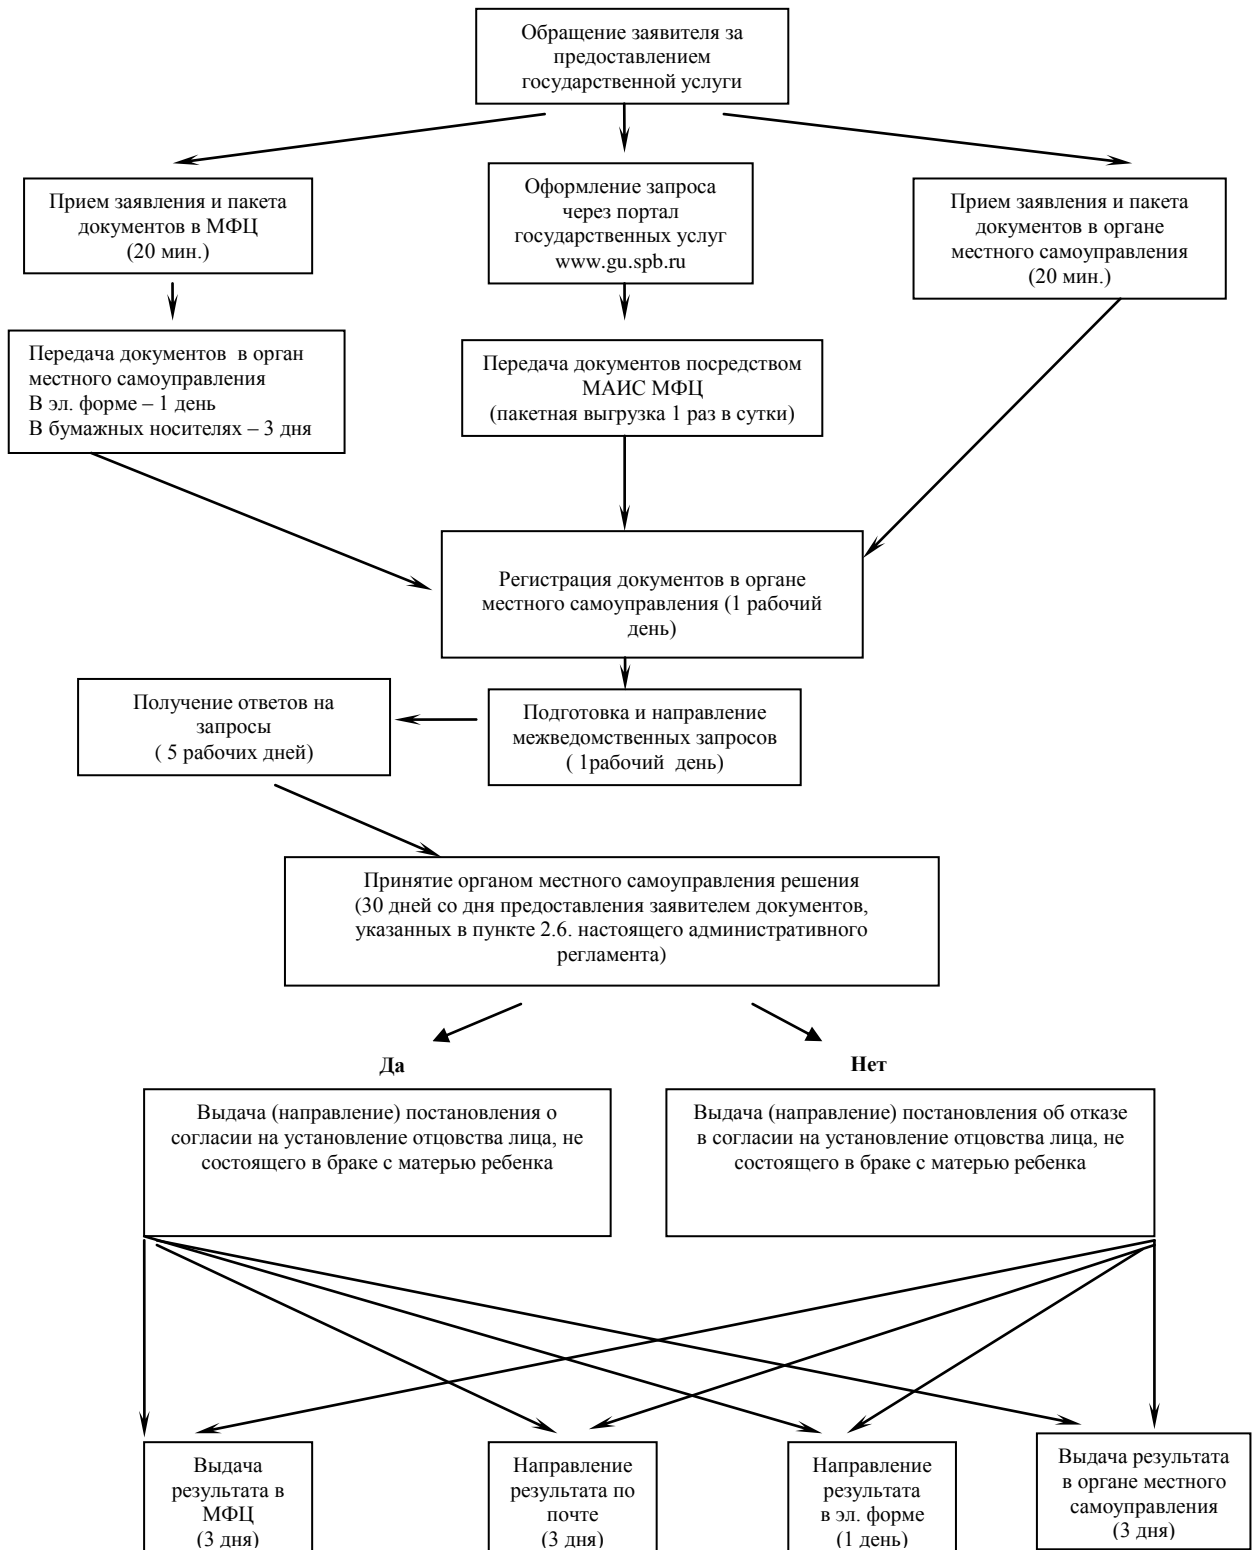 Обращение заявителя за
предоставлением
государственной услуги
Прием заявления и пакета
документов в МФЦ
(20 мин.)
Оформление запроса
через портал
государственных услуг
www.gu.spb.ru
Прием заявления и пакета
документов в органе
местного самоуправления
(20 мин.)
Передача документов в орган
местного самоуправления
В эл. форме – 1 день
В бумажных носителях – 3 дня
Передача документов посредством
МАИС МФЦ
(пакетная выгрузка 1 раз в сутки)
Регистрация документов в органе
местного самоуправления (1 рабочий
день)
Получение ответов на
запросы
( 5 рабочих дней)
Подготовка и направление
межведомственных запросов
( 1рабочий день)
Принятие органом местного самоуправления решения
(30 дней со дня предоставления заявителем документов,
указанных в пункте 2.6. настоящего административного
регламента)
Да
Нет
Выдача (направление) постановления о
согласии на установление отцовства лица, не
состоящего в браке с матерью ребенка
Выдача (направление) постановления об отказе
в согласии на установление отцовства лица, не
состоящего в браке с матерью ребенка
Выдача
результата в
МФЦ
(3 дня)
Направление
результата по
почте
(3 дня)
Направление
результата
в эл. форме
(1 день)
Выдача результата
в органе местного
самоуправления
(3 дня)